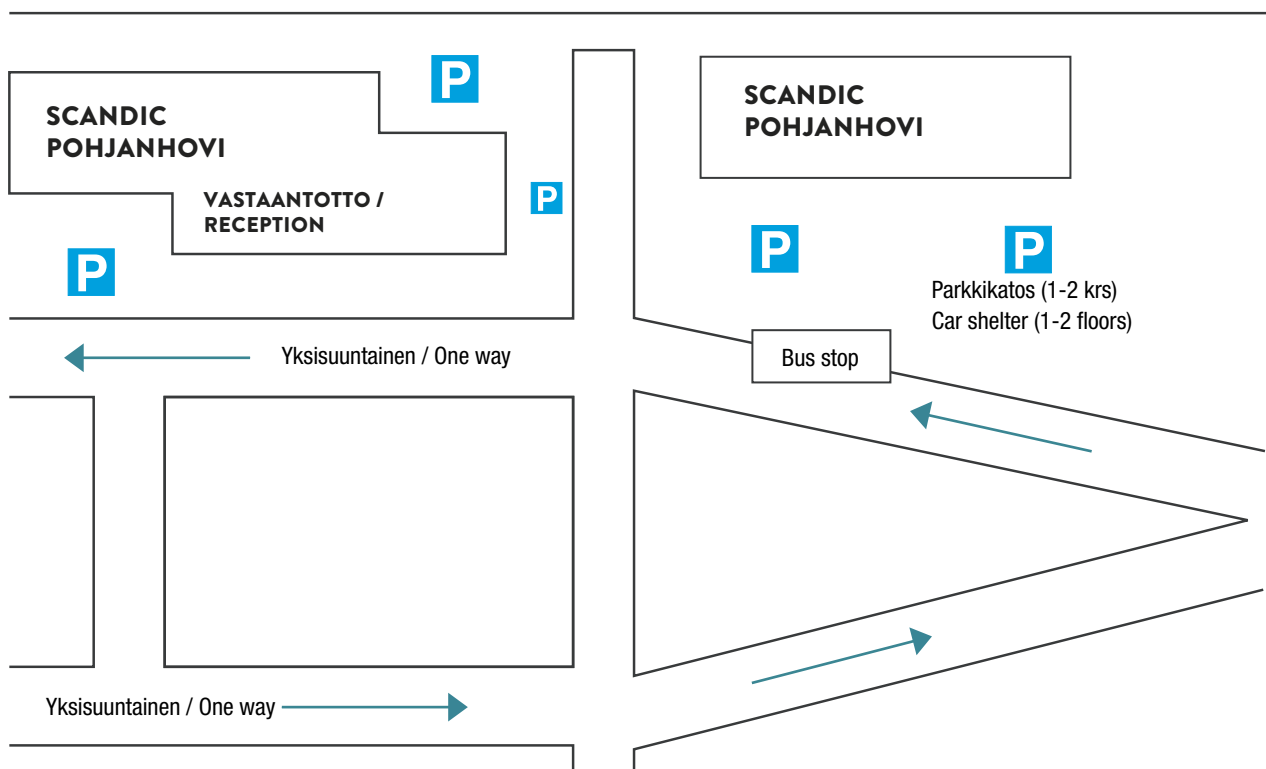 P
SCANDIC
POHJANHOVI
VASTAANTOTTO /
RECEPTION
P
P
SCANDIC
POHJANHOVI
P
P
Parkkikatos (1-2 krs)
Car shelter (1-2 floors)
Yksisuuntainen / One way
Bus stop
Yksisuuntainen / One way